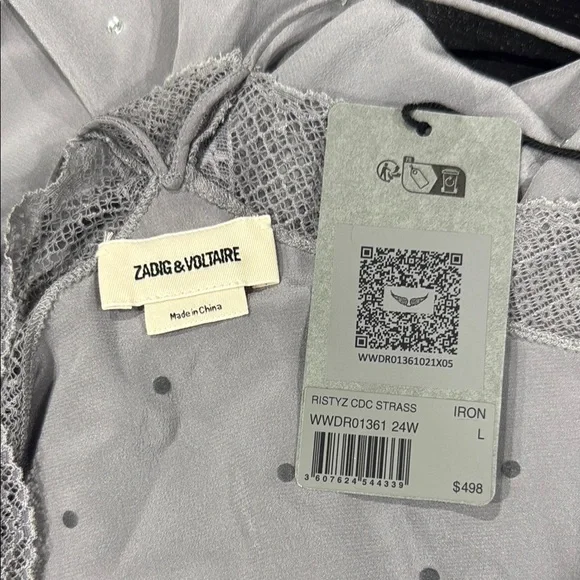 ZADIG & VOLTAIRE
Made in China
WWDR01361021X05
RISTYZ CDC STRASS IRON
WWDR01361 24W L
3 607624 544339
$498